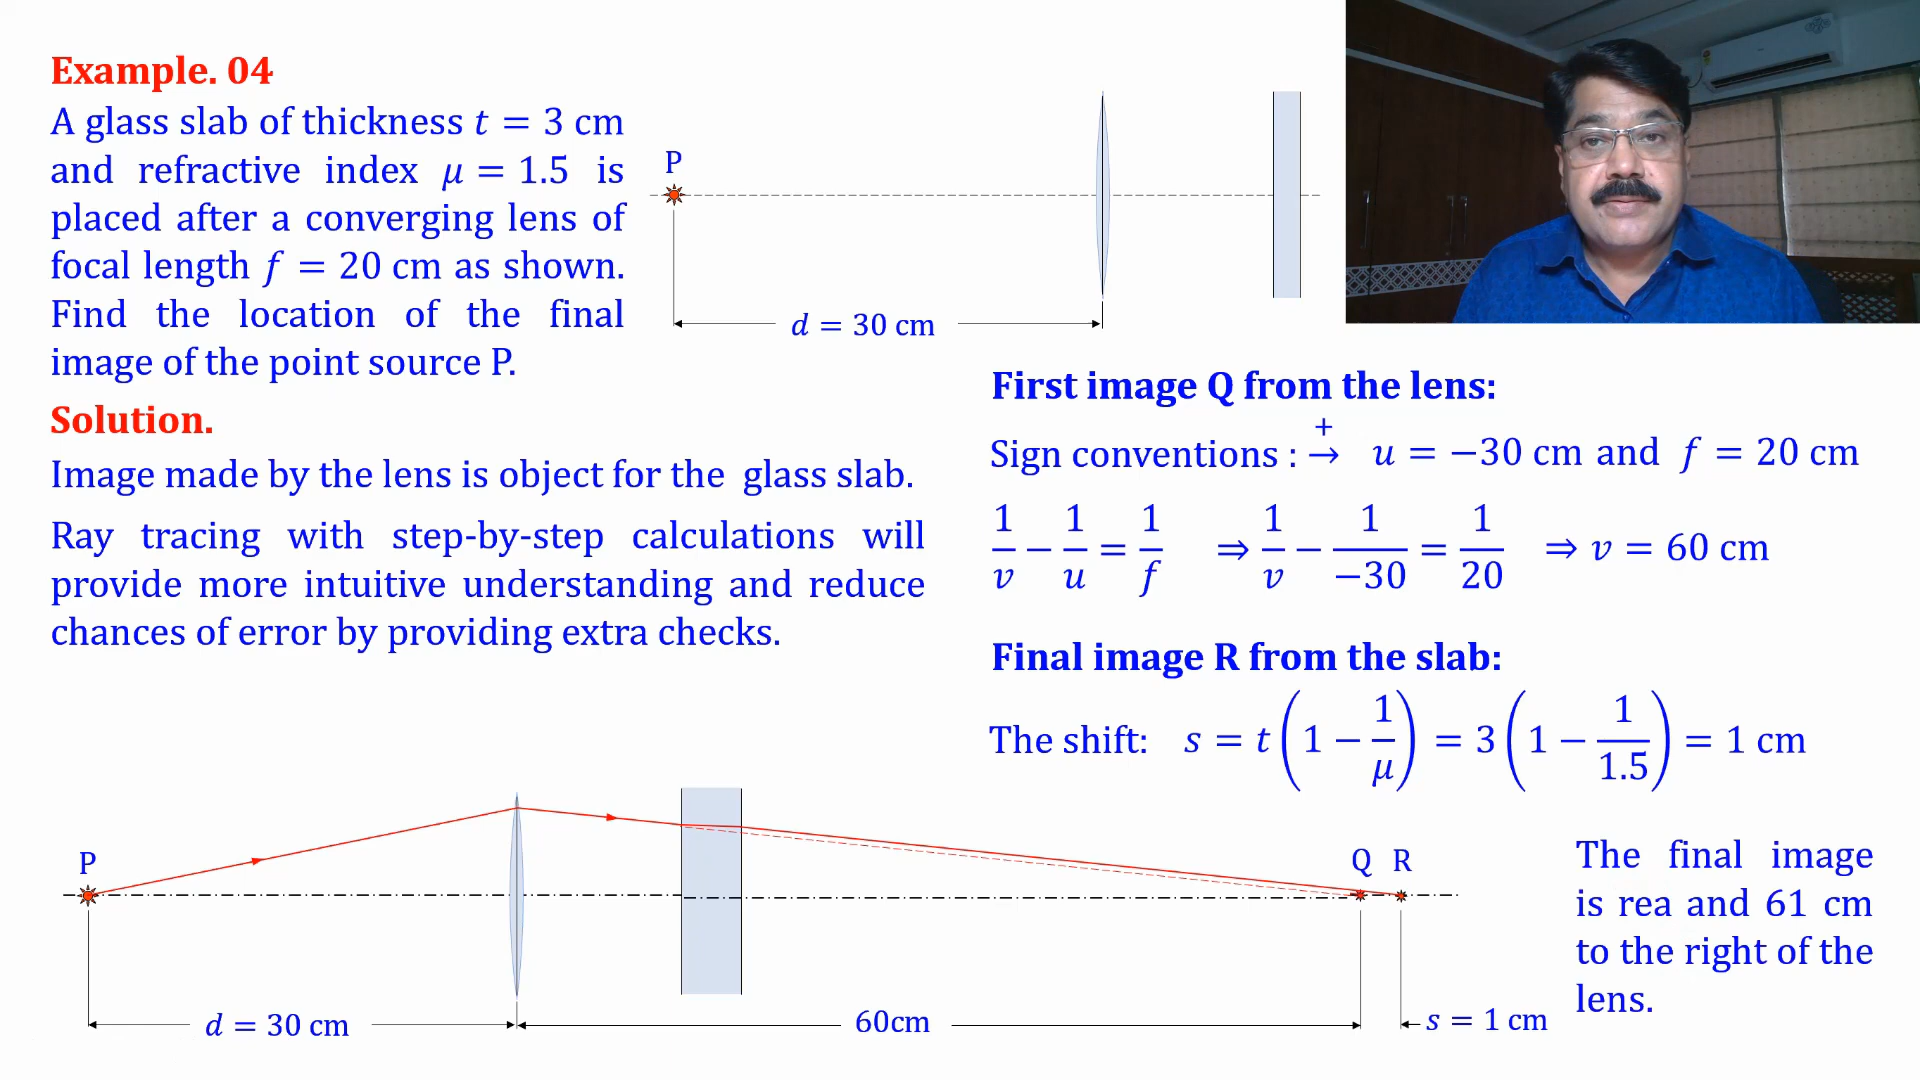 Example. 04
A glass slab of thickness t = 3 cm
and refractive index μ = 1.5 is
placed after a converging lens of
focal length f = 20 cm as shown.
Find the location of the final
image of the point source P.
P
d = 30 cm
Solution.
Image made by the lens is object for the glass slab.
Ray tracing with step-by-step calculations will
provide more intuitive understanding and reduce
chances of error by providing extra checks.
First image Q from the lens:
Sign conventions : +→ u = −30 cm and f = 20 cm
1/v − 1/u = 1/f ⇒ 1/v − 1/−30 = 1/20 ⇒ v = 60 cm
Final image R from the slab:
The shift: s = t(1 − 1/μ) = 3(1 − 1/1.5) = 1 cm
P
Q R
d = 30 cm
60cm
s = 1 cm
The final image
is rea and 61 cm
to the right of the
lens.